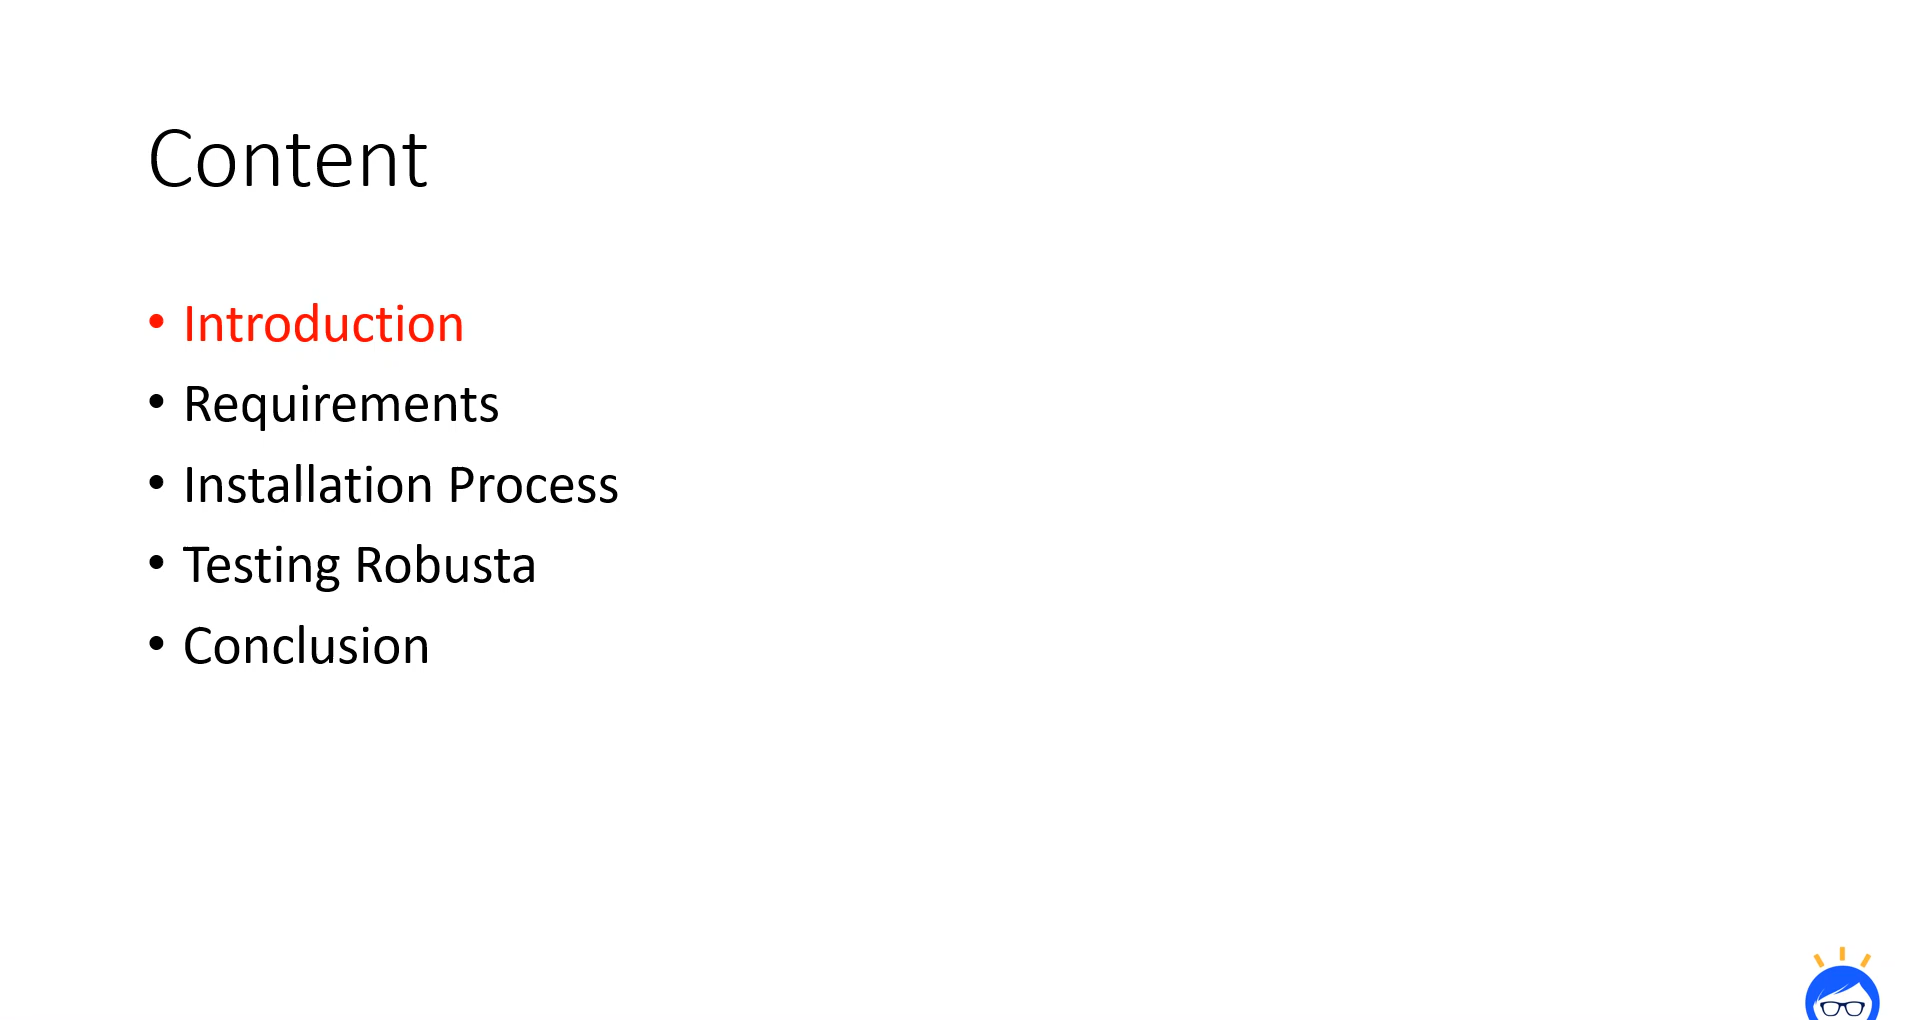 Content
• Introduction
• Requirements
• Installation Process
• Testing Robusta
• Conclusion